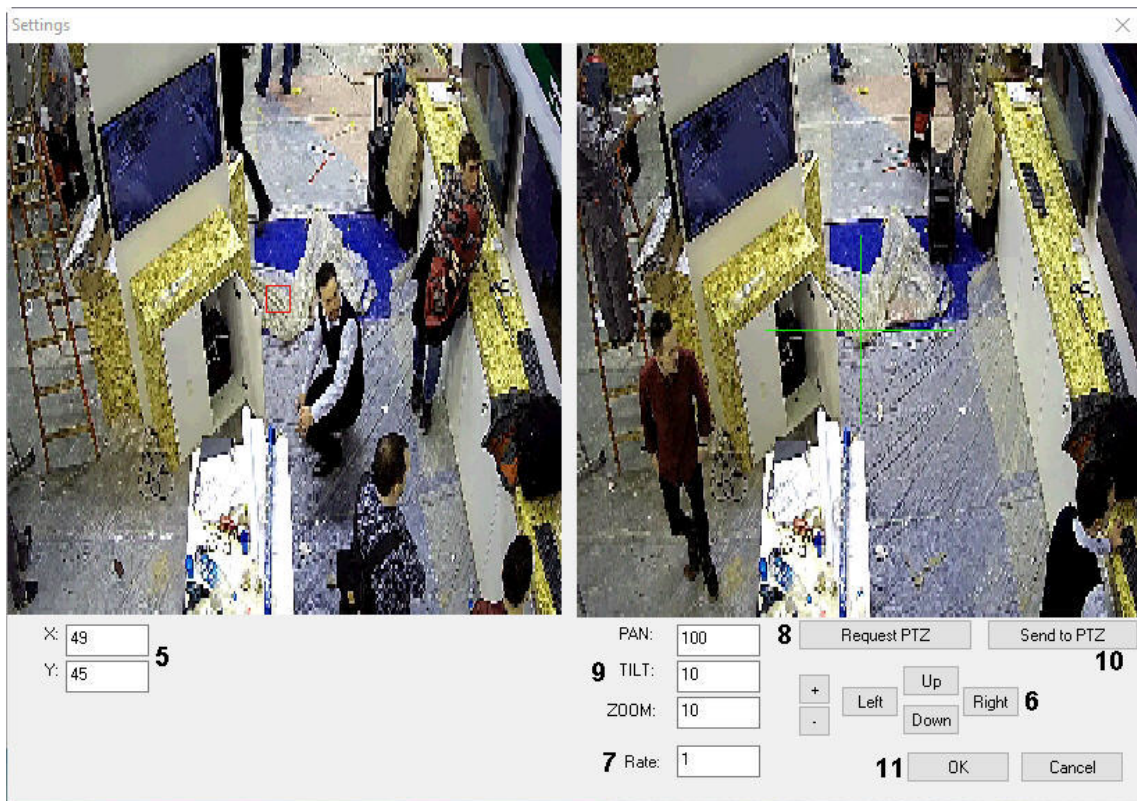 Settings
X: 49 5
Y: 45
PAN: 100 8 Request PTZ Send to PTZ
9 TILT: 10 10
ZOOM: 10
+ Left Up Right 6
- Down
7 Rate: 1
11 OK Cancel